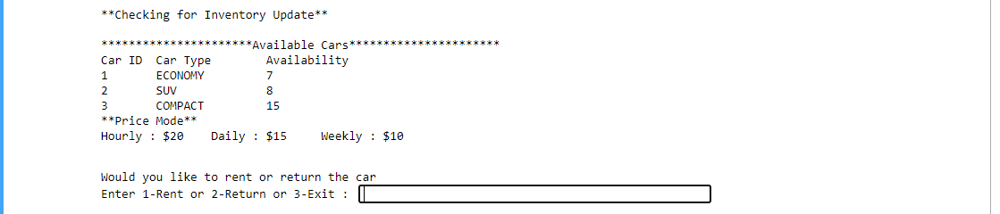 **Checking for Inventory Update**
**********************Available Cars**********************
Car ID  Car Type        Availability
1       ECONOMY         7
2       SUV             8
3       COMPACT         15
**Price Mode**
Hourly : $20    Daily : $15     Weekly : $10
Would you like to rent or return the car
Enter 1-Rent or 2-Return or 3-Exit :